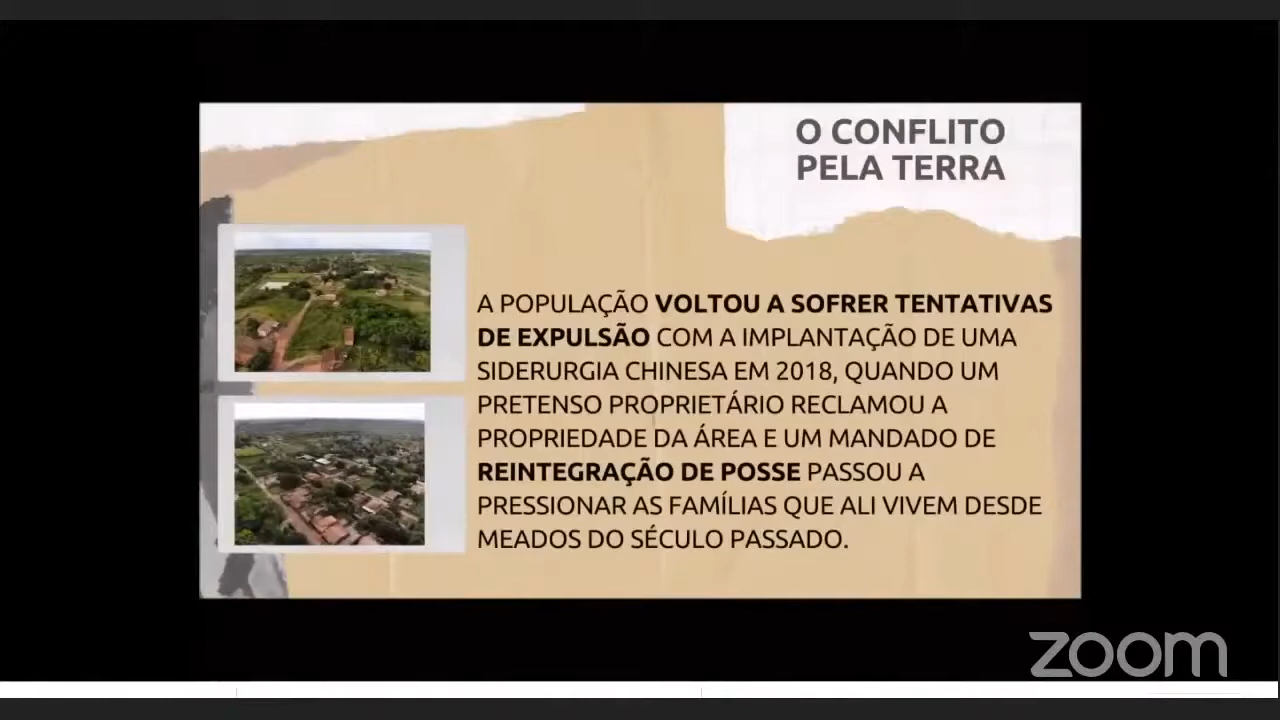 O CONFLITO
PELA TERRA
A POPULAÇÃO VOLTOU A SOFRER TENTATIVAS
DE EXPULSÃO COM A IMPLANTAÇÃO DE UMA
SIDERURGIA CHINESA EM 2018, QUANDO UM
PRETENSO PROPRIETÁRIO RECLAMOU A
PROPRIEDADE DA ÁREA E UM MANDADO DE
REINTEGRAÇÃO DE POSSE PASSOU A
PRESSIONAR AS FAMÍLIAS QUE ALI VIVEM DESDE
MEADOS DO SÉCULO PASSADO.
zoom